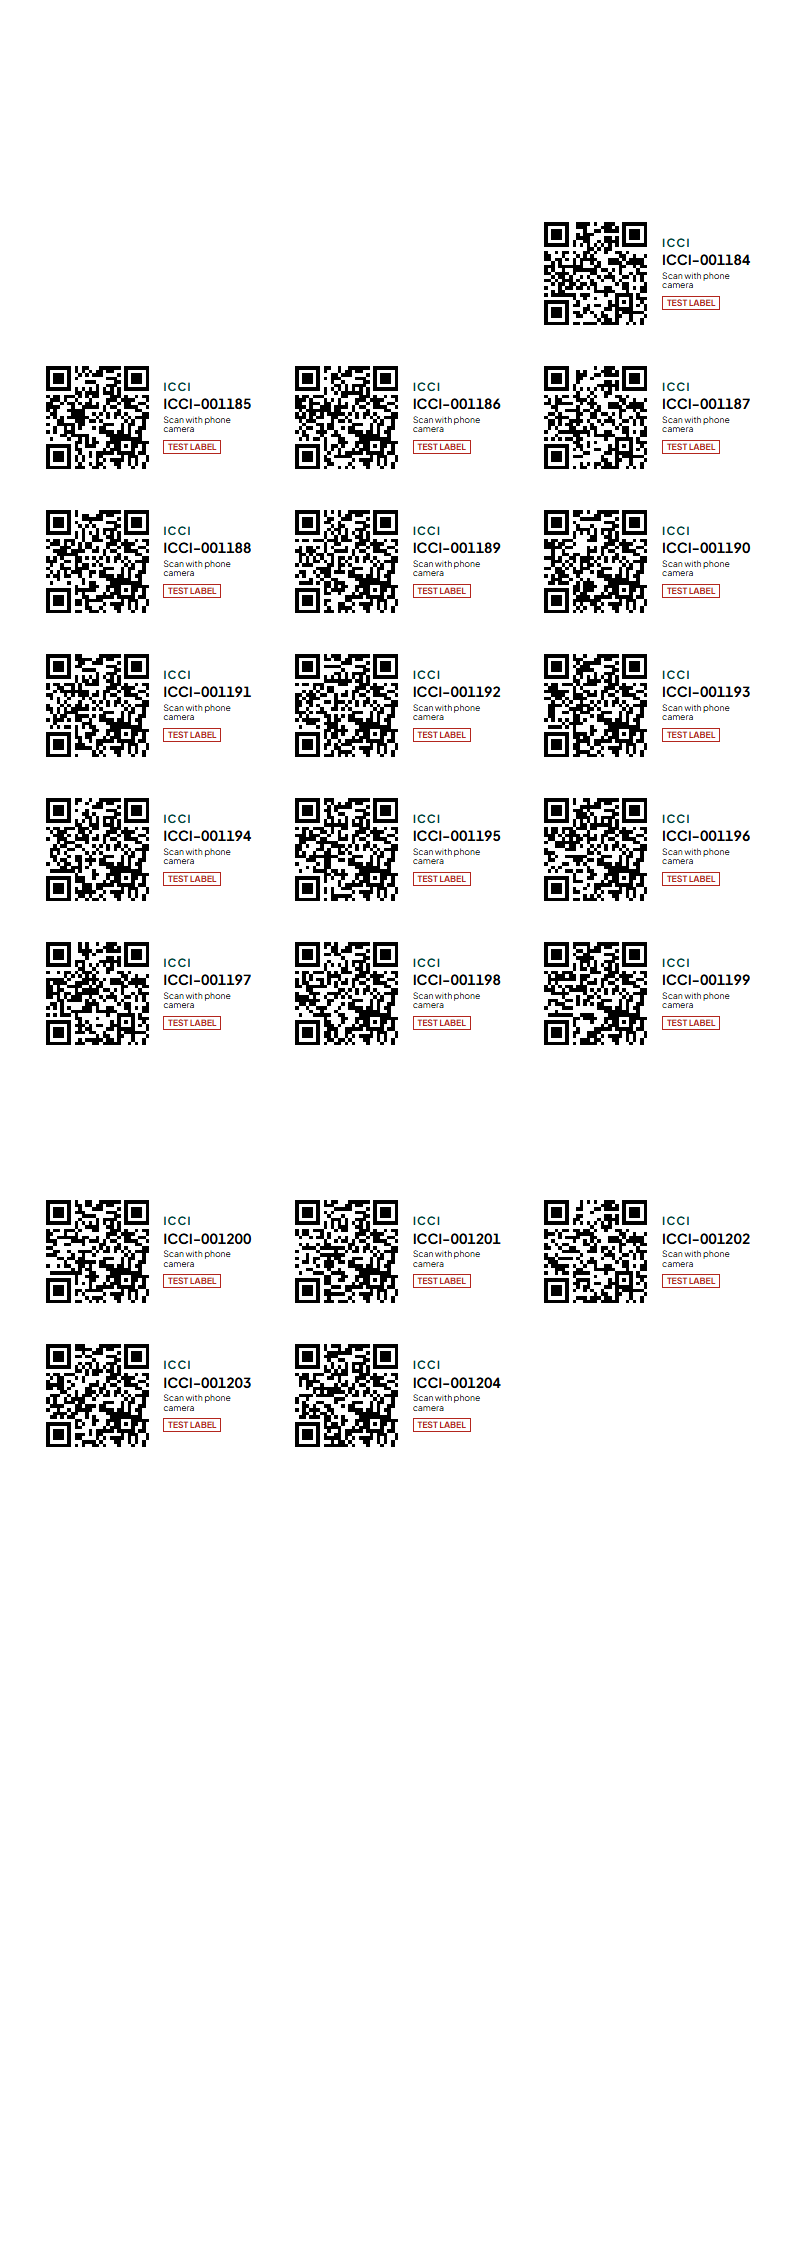 ICCI
ICCI-001184
Scan with phone
camera
TEST LABEL
ICCI
ICCI-001185
Scan with phone
camera
TEST LABEL
ICCI
ICCI-001186
Scan with phone
camera
TEST LABEL
ICCI
ICCI-001187
Scan with phone
camera
TEST LABEL
ICCI
ICCI-001188
Scan with phone
camera
TEST LABEL
ICCI
ICCI-001189
Scan with phone
camera
TEST LABEL
ICCI
ICCI-001190
Scan with phone
camera
TEST LABEL
ICCI
ICCI-001191
Scan with phone
camera
TEST LABEL
ICCI
ICCI-001192
Scan with phone
camera
TEST LABEL
ICCI
ICCI-001193
Scan with phone
camera
TEST LABEL
ICCI
ICCI-001194
Scan with phone
camera
TEST LABEL
ICCI
ICCI-001195
Scan with phone
camera
TEST LABEL
ICCI
ICCI-001196
Scan with phone
camera
TEST LABEL
ICCI
ICCI-001197
Scan with phone
camera
TEST LABEL
ICCI
ICCI-001198
Scan with phone
camera
TEST LABEL
ICCI
ICCI-001199
Scan with phone
camera
TEST LABEL
ICCI
ICCI-001200
Scan with phone
camera
TEST LABEL
ICCI
ICCI-001201
Scan with phone
camera
TEST LABEL
ICCI
ICCI-001202
Scan with phone
camera
TEST LABEL
ICCI
ICCI-001203
Scan with phone
camera
TEST LABEL
ICCI
ICCI-001204
Scan with phone
camera
TEST LABEL